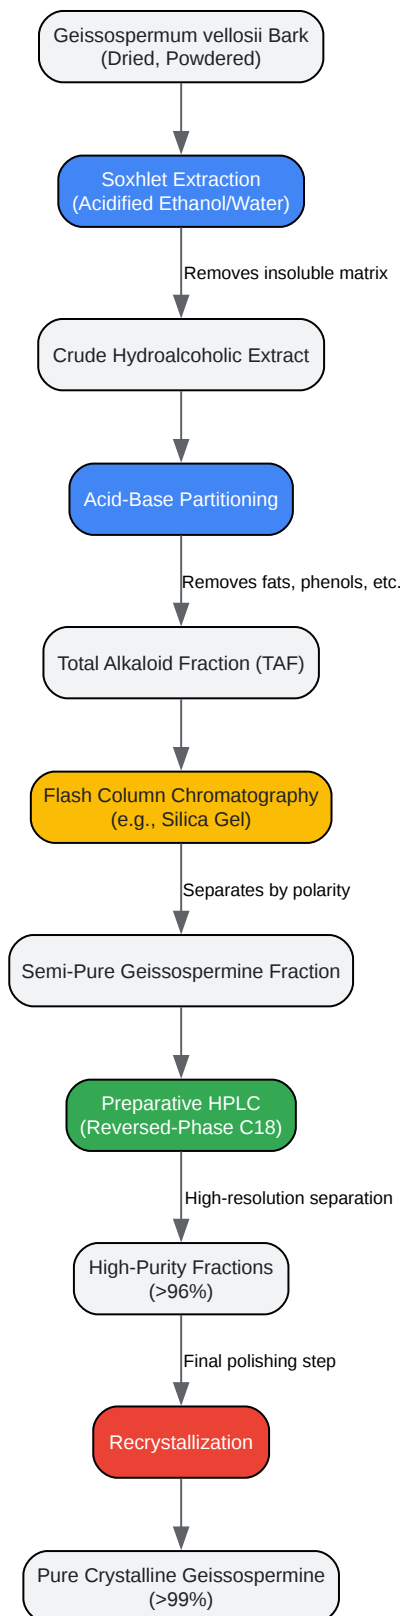 Geissospermum vellosii Bark
(Dried, Powdered)
Soxhlet Extraction
(Acidified Ethanol/Water)
Removes insoluble matrix
Crude Hydroalcoholic Extract
Acid-Base Partitioning
Removes fats, phenols, etc.
Total Alkaloid Fraction (TAF)
Flash Column Chromatography
(e.g., Silica Gel)
Separates by polarity
Semi-Pure Geissospermine Fraction
Preparative HPLC
(Reversed-Phase C18)
High-resolution separation
High-Purity Fractions
(>96%)
Final polishing step
Recrystallization
Pure Crystalline Geissospermine
(>99%)